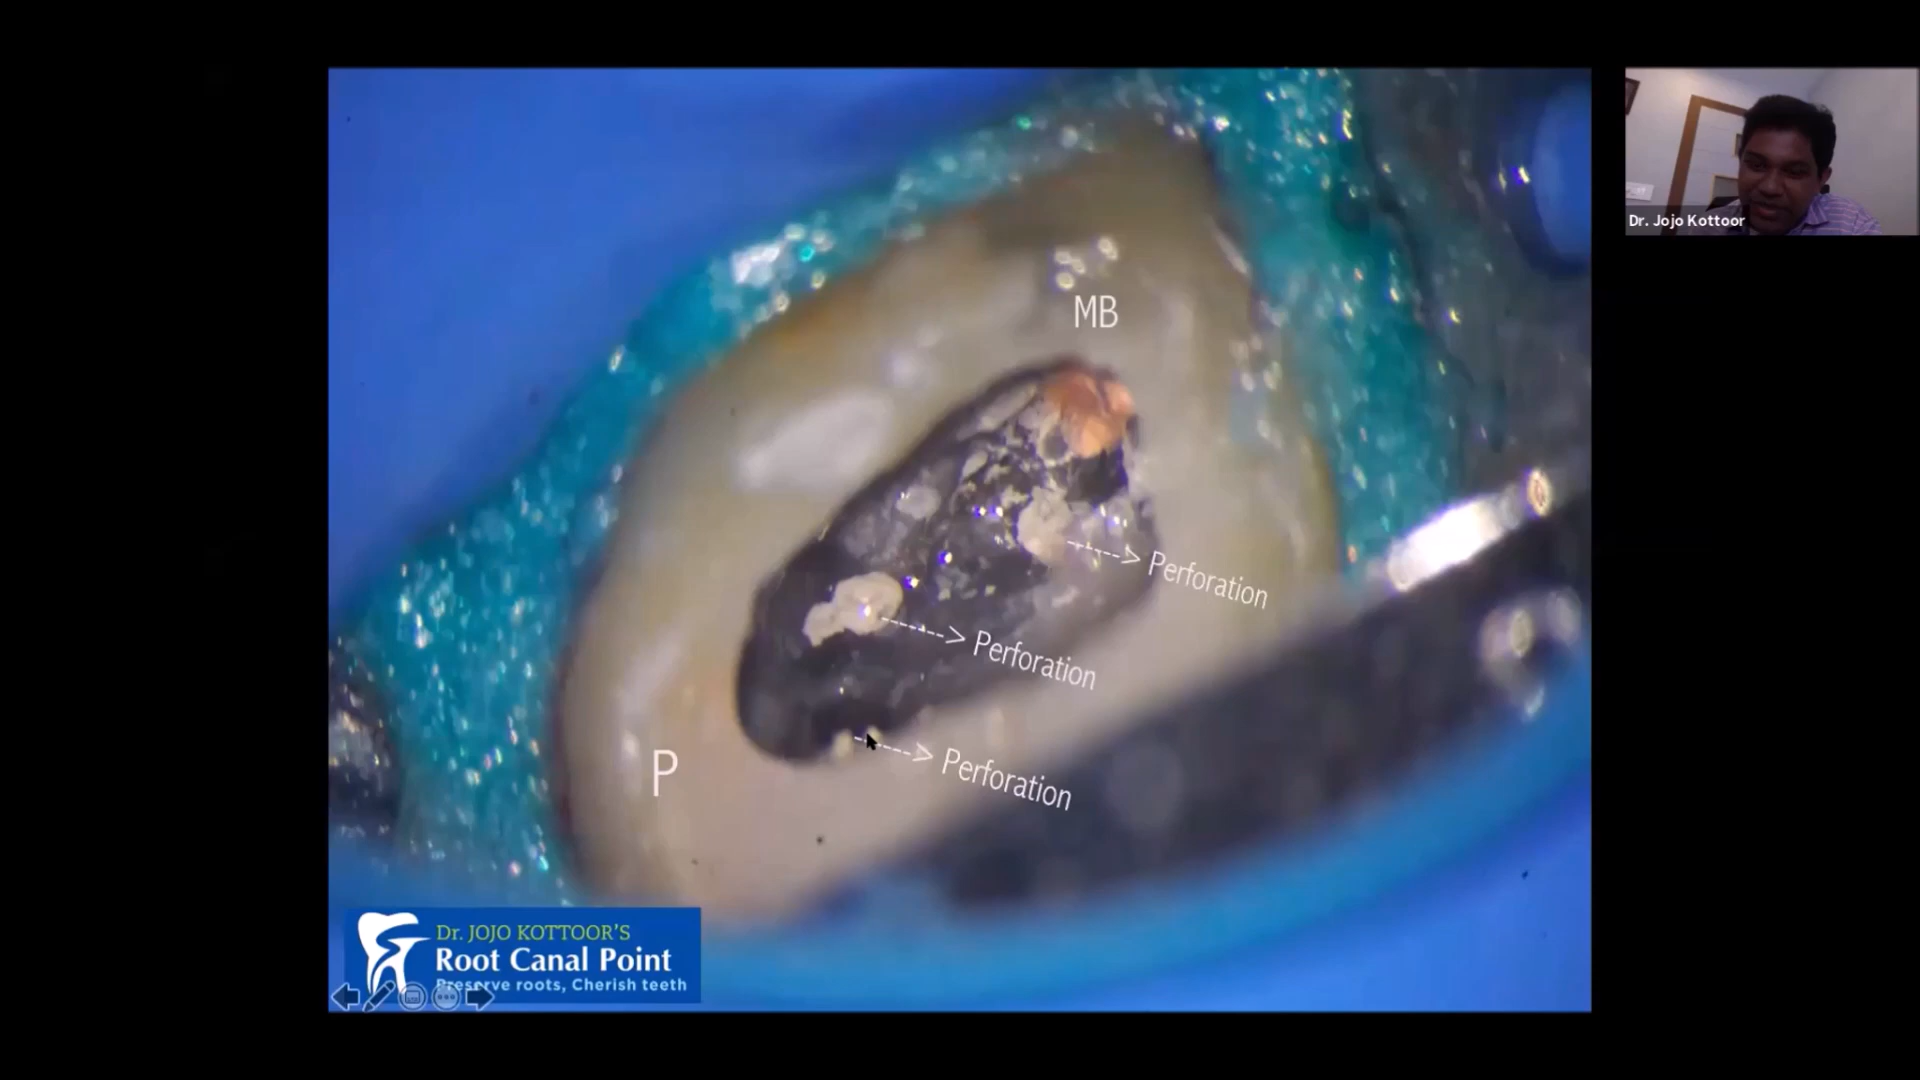 Dr. Jojo Kottoor
MB
Perforation
Perforation
Perforation
P
Dr. JOJO KOTTOOR'S
Root Canal Point
Preserve roots, Cherish teeth